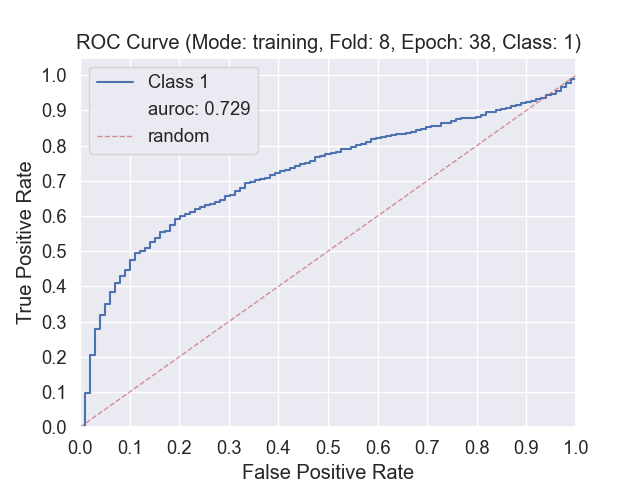 ROC Curve (Mode: training, Fold: 8, Epoch: 38, Class: 1)
Class 1
auroc: 0.729
random
True Positive Rate
1.0
0.9
0.8
0.7
0.6
0.5
0.4
0.3
0.2
0.1
0.0
0.0 0.1 0.2 0.3 0.4 0.5 0.6 0.7 0.8 0.9 1.0
False Positive Rate